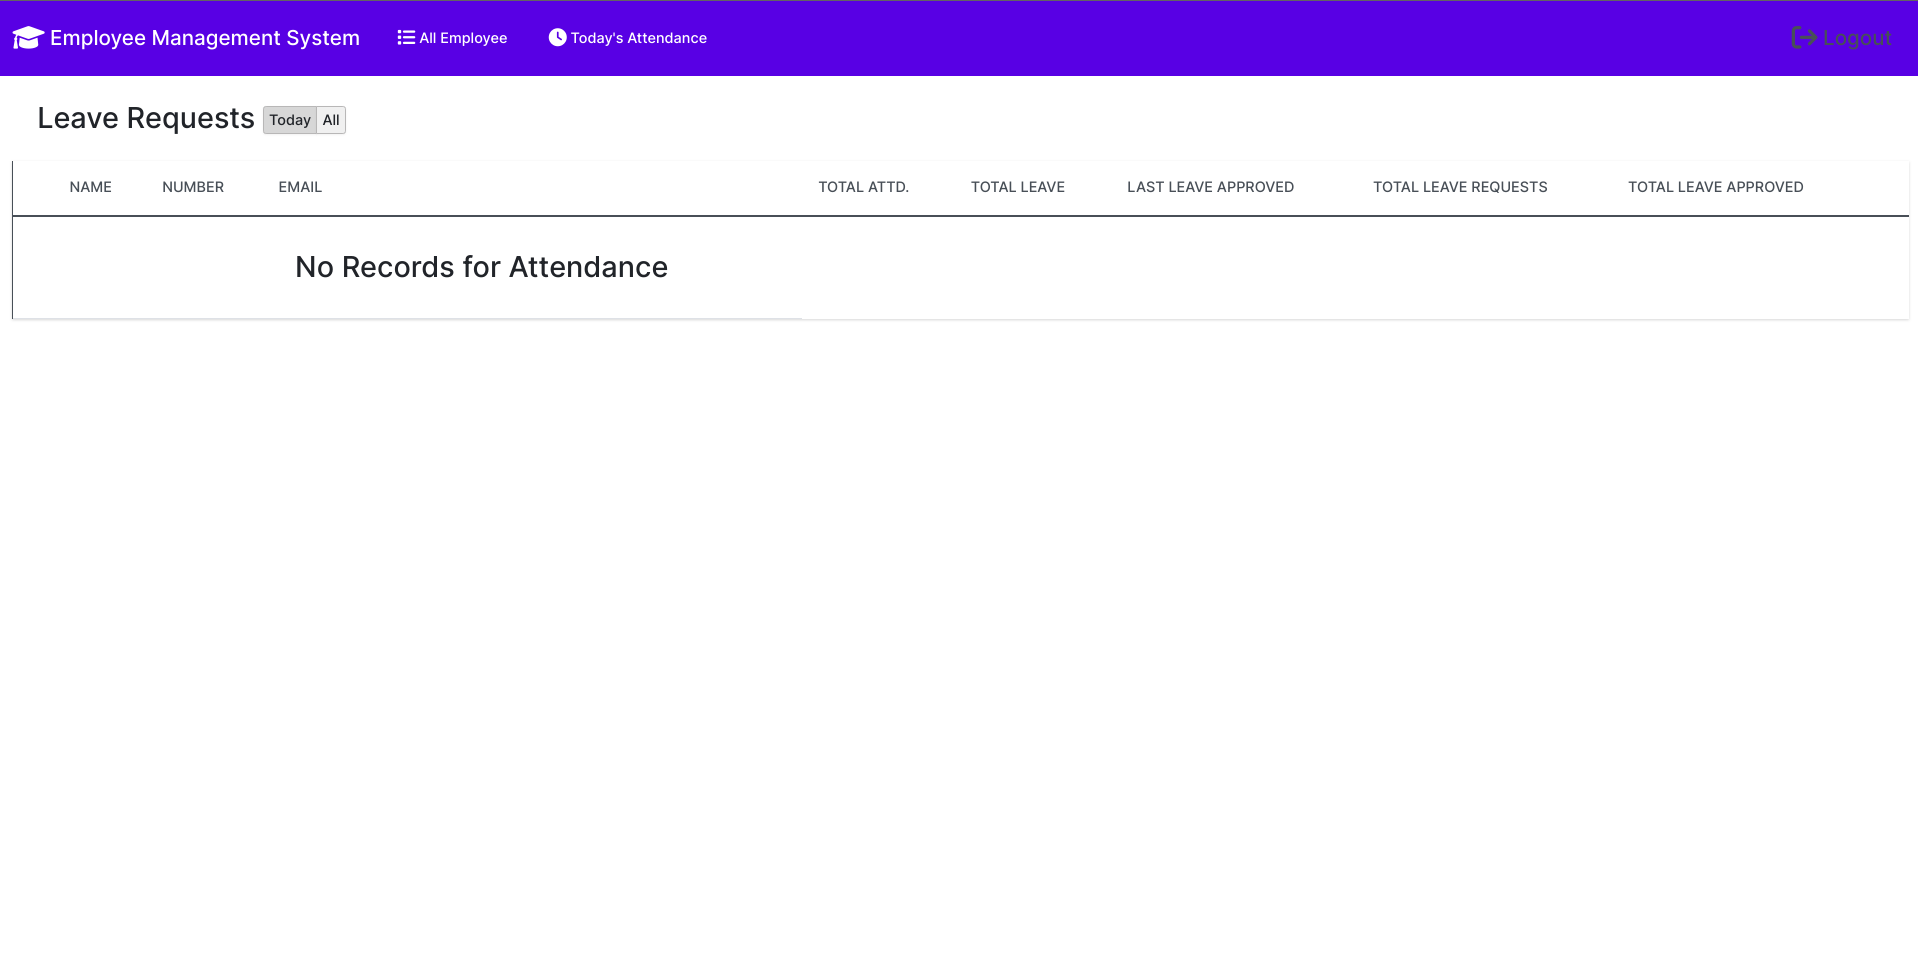 Employee Management System All Employee Today's Attendance Logout
Leave Requests Today All
NAME NUMBER EMAIL TOTAL ATTD. TOTAL LEAVE LAST LEAVE APPROVED TOTAL LEAVE REQUESTS TOTAL LEAVE APPROVED
No Records for Attendance